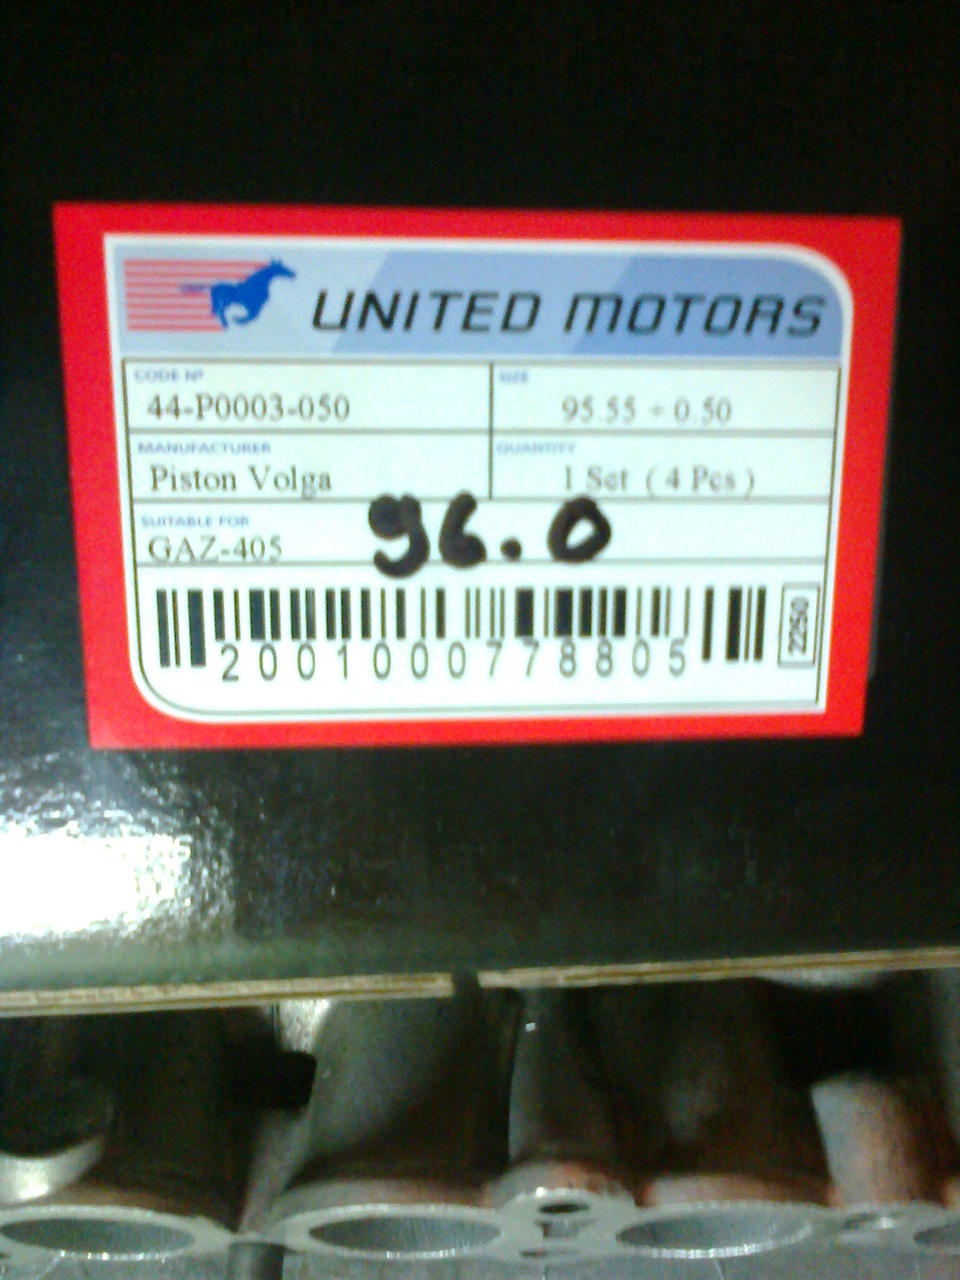 UNITED MOTORS
CODE Nº
44-P0003-050
SIZE
95.55 + 0.50
MANUFACTURER
Piston Volga
QUANTITY
1 Set ( 4 Pcs )
SUITABLE FOR
GAZ-405
96.0
2001000778805
2250